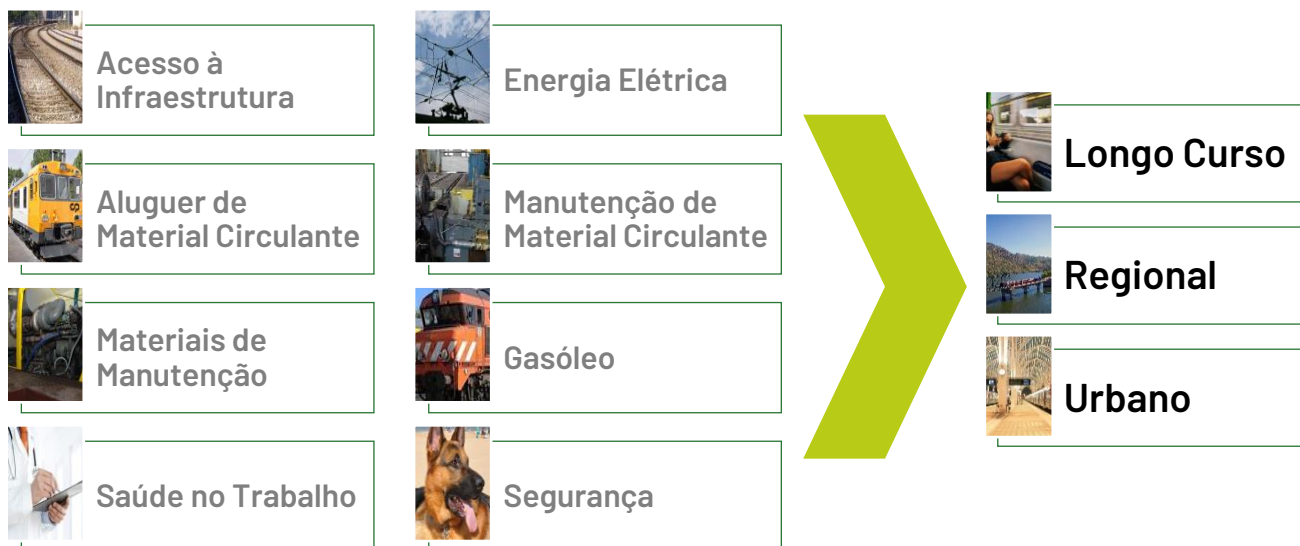 Acesso à
Infraestrutura
Energia Elétrica
Aluguer de
Material Circulante
Manutenção de
Material Circulante
Materiais de
Manutenção
Gasóleo
Saúde no Trabalho
Segurança
Longo Curso
Regional
Urbano